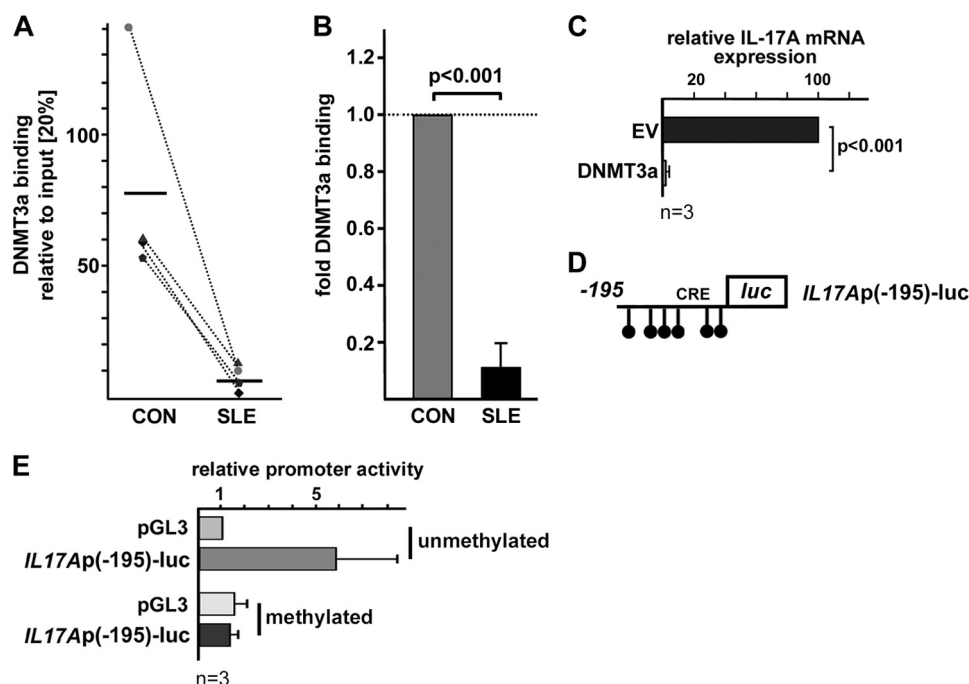 A
DNMT3a binding
relative to input [20%]
100
50
CON SLE
B
fold DNMT3a binding
1.2
1.0
0.8
0.6
0.4
0.2
p<0.001
CON SLE
C
relative IL-17A mRNA
expression
20 100
EV
DNMT3a
p<0.001
n=3
D
-195 CRE luc IL17Ap(-195)-luc
E
relative promoter activity
1 5
pGL3
IL17Ap(-195)-luc
unmethylated
pGL3
IL17Ap(-195)-luc
methylated
n=3